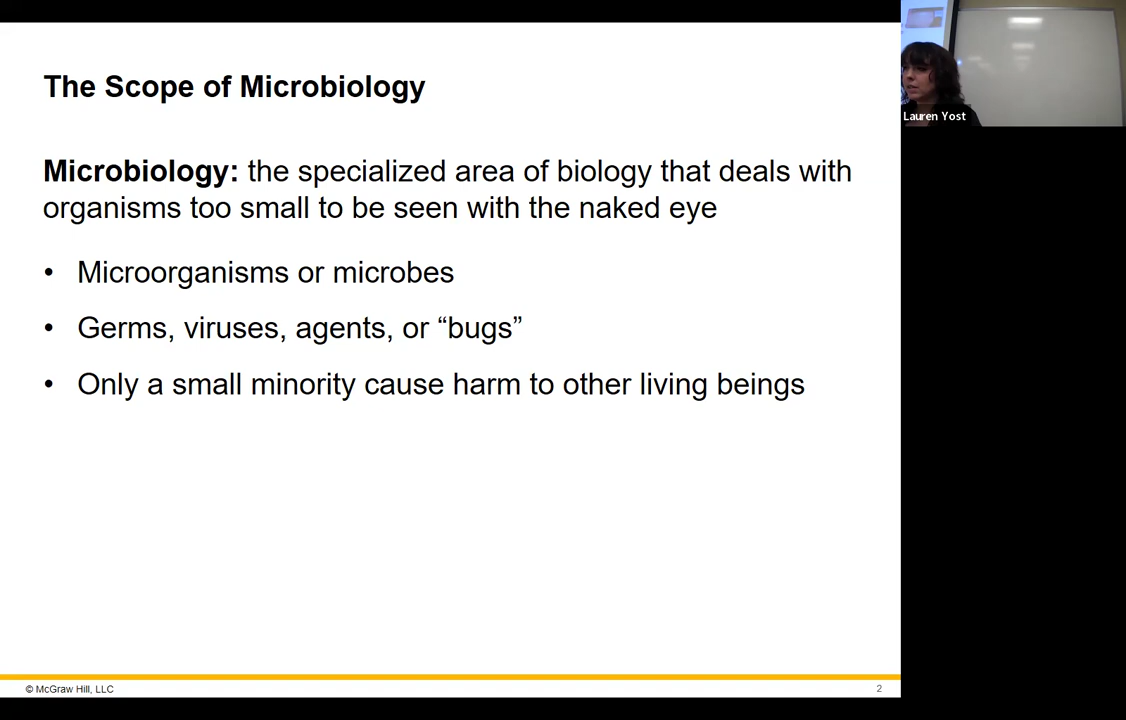 The Scope of Microbiology
Microbiology: the specialized area of biology that deals with
organisms too small to be seen with the naked eye
• Microorganisms or microbes
• Germs, viruses, agents, or “bugs”
• Only a small minority cause harm to other living beings
© McGraw Hill, LLC
2
Lauren Yost